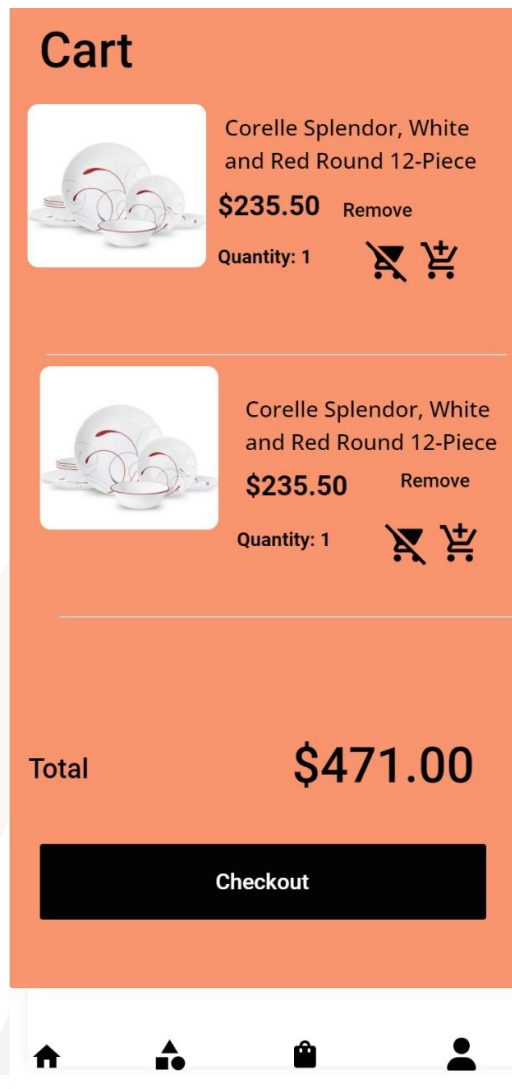 Cart
Corelle Splendor, White
and Red Round 12-Piece
$235.50 Remove
Quantity: 1
Corelle Splendor, White
and Red Round 12-Piece
$235.50 Remove
Quantity: 1
Total $471.00
Checkout